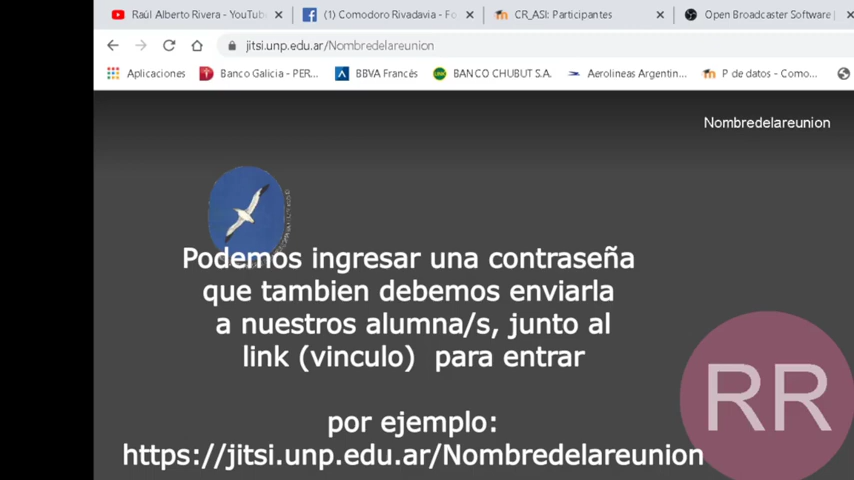 Raúl Alberto Rivera - YouTub
(1) Comodoro Rivadavia - Fo
CR_ASI: Participantes
Open Broadcaster Software |
jitsi.unp.edu.ar/Nombredelareunion
Aplicaciones
Banco Galicia - PER...
BBVA Francés
BANCO CHUBUT S.A.
Aerolineas Argentin...
P de datos - Como...
Nombredelareunion
Podemos ingresar una contraseña
que tambien debemos enviarla
a nuestros alumna/s, junto al
link (vinculo) para entrar
por ejemplo:
https://jitsi.unp.edu.ar/Nombredelareunion
RR